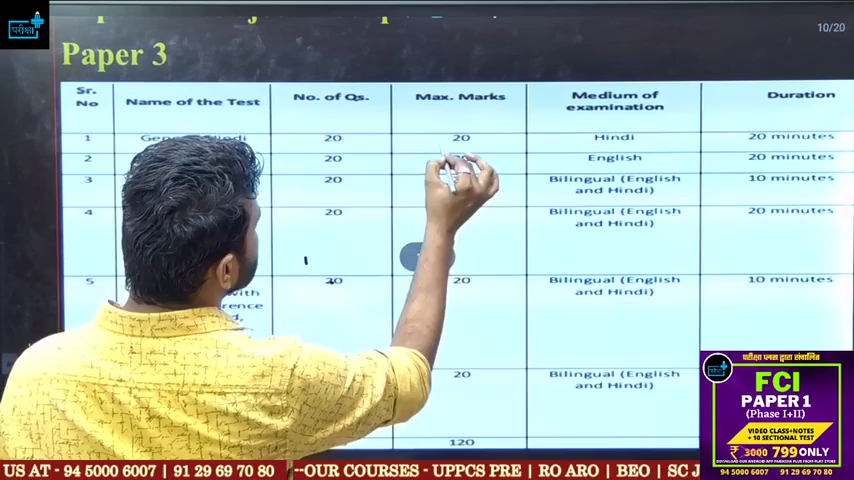 परीक्षा
10/20
Paper 3
Sr. No | Name of the Test | No. of Qs. | Max. Marks | Medium of examination | Duration
1 | 20 | 20 | Hindi | 20 minutes
2 | 20 | English | 20 minutes
3 | 20 | Bilingual (English and Hindi) | 10 minutes
4 | 20 | Bilingual (English and Hindi) | 20 minutes
5 | 20 | 20 | Bilingual (English and Hindi) | 10 minutes
with
20 | Bilingual (English and Hindi)
120
परीक्षा प्लस द्वारा संचालित
FCI
PAPER 1
(Phase I+II)
VIDEO CLASS+NOTES
+ 10 SECTIONAL TEST
₹ 3000 799 ONLY
94 5000 6007 91 29 69 70 80
US AT - 94 5000 6007 | 91 29 69 70 80 --OUR COURSES - UPPCS PRE | RO ARO | BEO | SC J